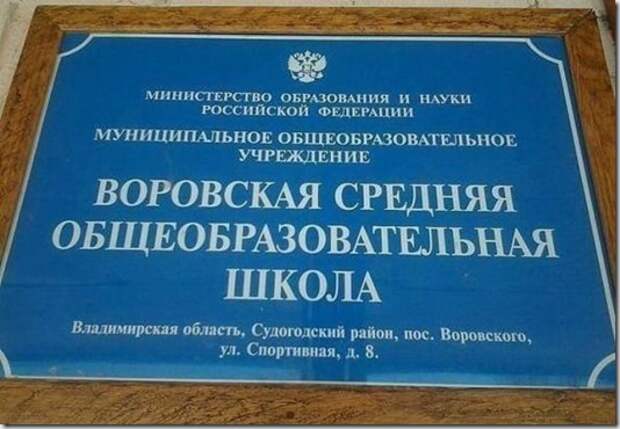 МИНИСТЕРСТВО ОБРАЗОВАНИЯ И НАУКИ
РОССИЙСКОЙ ФЕДЕРАЦИИ
МУНИЦИПАЛЬНОЕ ОБЩЕОБРАЗОВАТЕЛЬНОЕ
УЧРЕЖДЕНИЕ
ВОРОВСКАЯ СРЕДНЯЯ
ОБЩЕОБРАЗОВАТЕЛЬНАЯ
ШКОЛА
Владимирская область, Судогодский район, пос. Воровского,
ул. Спортивная, д. 8.